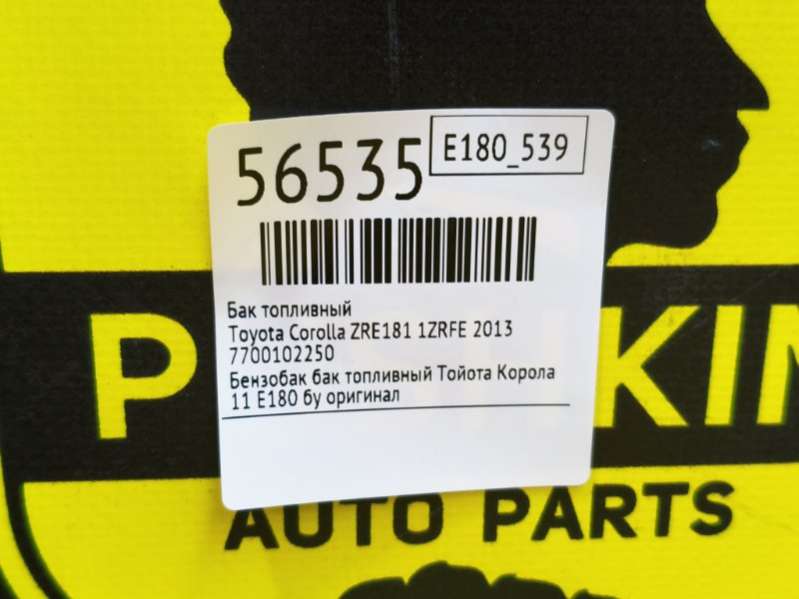 56535
E180_539
Бак топливный
Toyota Corolla ZRE181 1ZRFE 2013
7700102250
Бензобак бак топливный Тойота Корола
11 E180 бу оригинал
AUTO PARTS